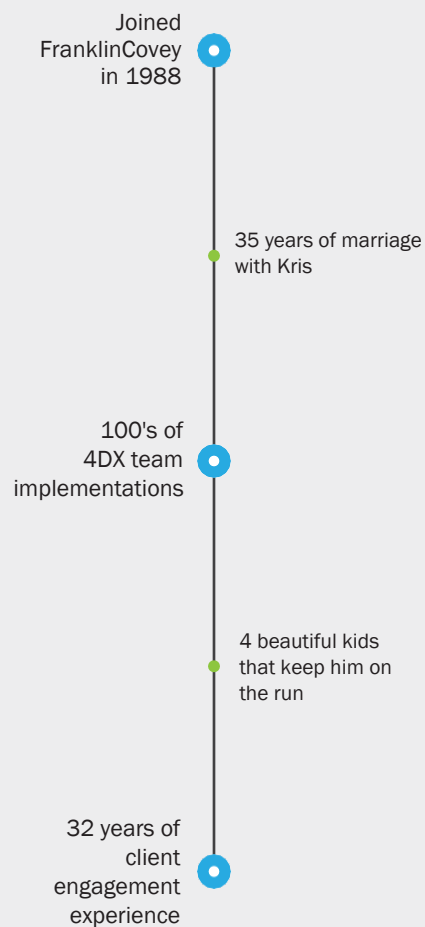 Joined
FranklinCovey
in 1988
35 years of marriage
with Kris
100's of
4DX team
implementations
4 beautiful kids
that keep him on
the run
32 years of
client
engagement
experience